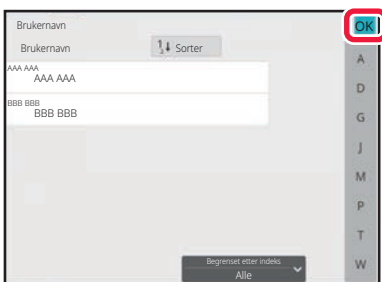 Brukernavn
OK
Brukernavn
Sorter
AAA AAA
AAA AAA
BBB BBB
BBB BBB
A
D
G
J
M
P
T
W
Begrenset etter indeks
Alle